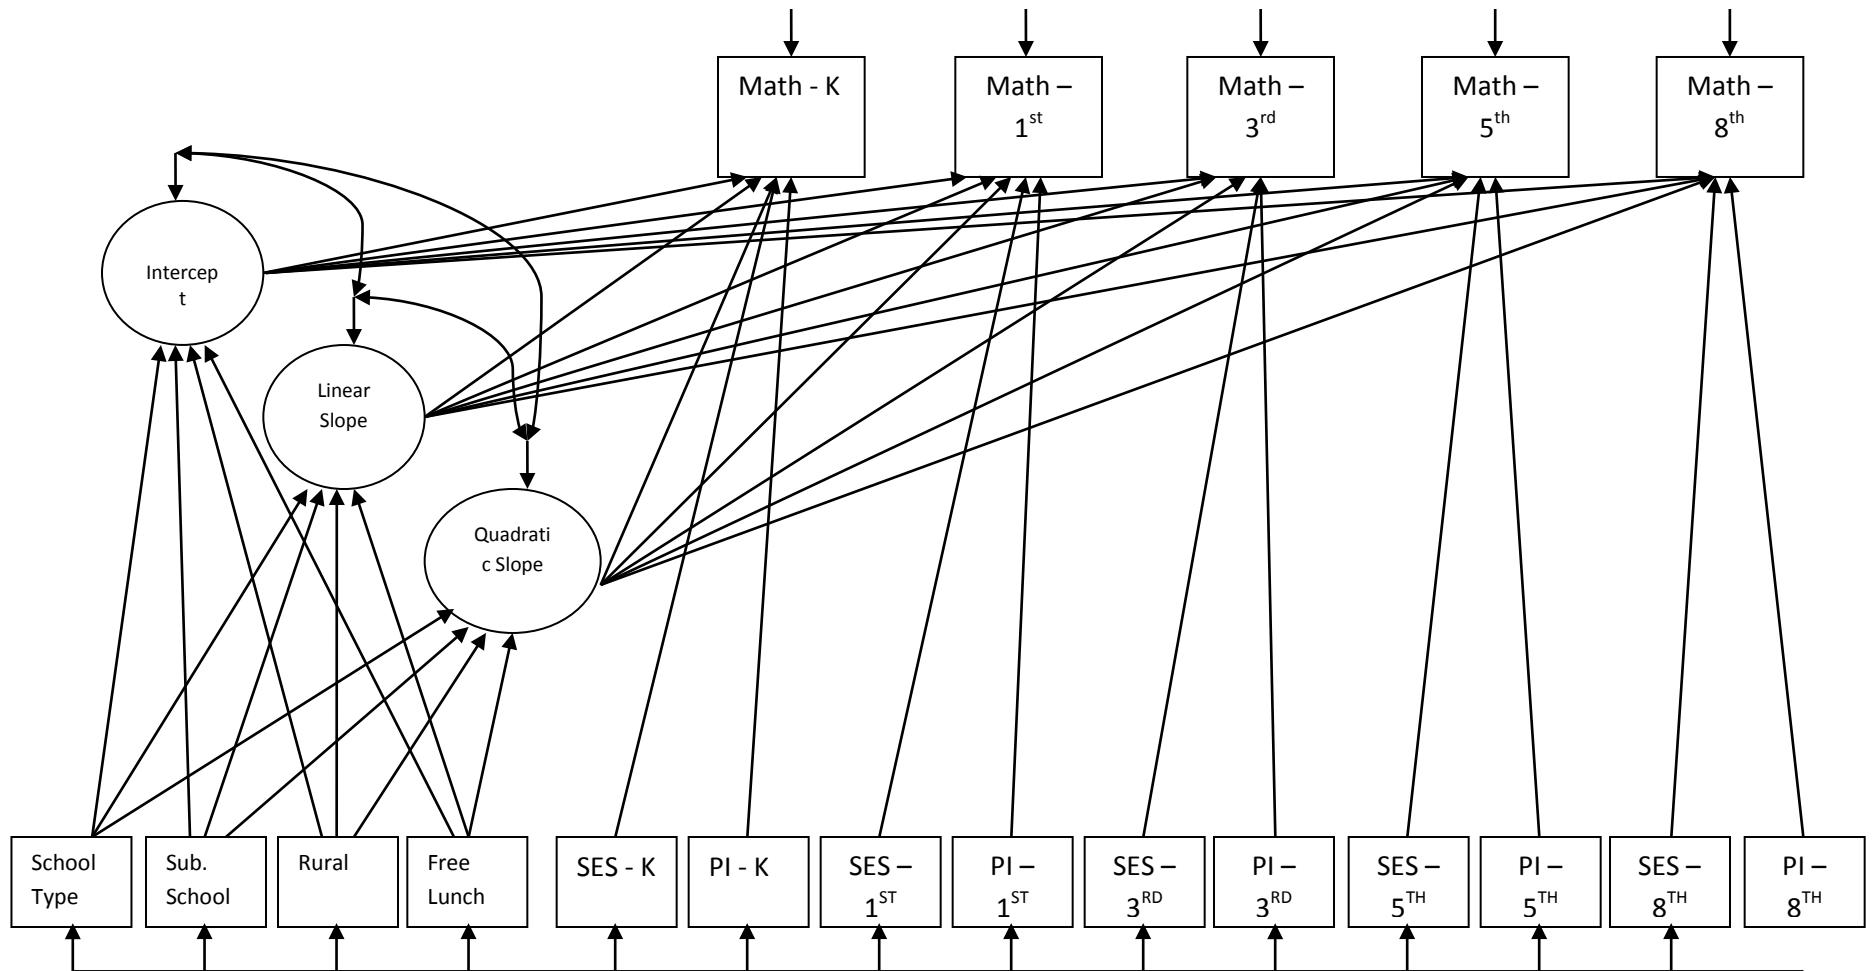 Math - K
Math –
1st
Math –
3rd
Math –
5th
Math –
8th
Intercep
t
Linear
Slope
Quadrati
c Slope
School
Type
Sub.
School
Rural
Free
Lunch
SES - K
PI - K
SES –
1ST
PI –
1ST
SES –
3RD
PI –
3RD
SES –
5TH
PI –
5TH
SES –
8TH
PI –
8TH